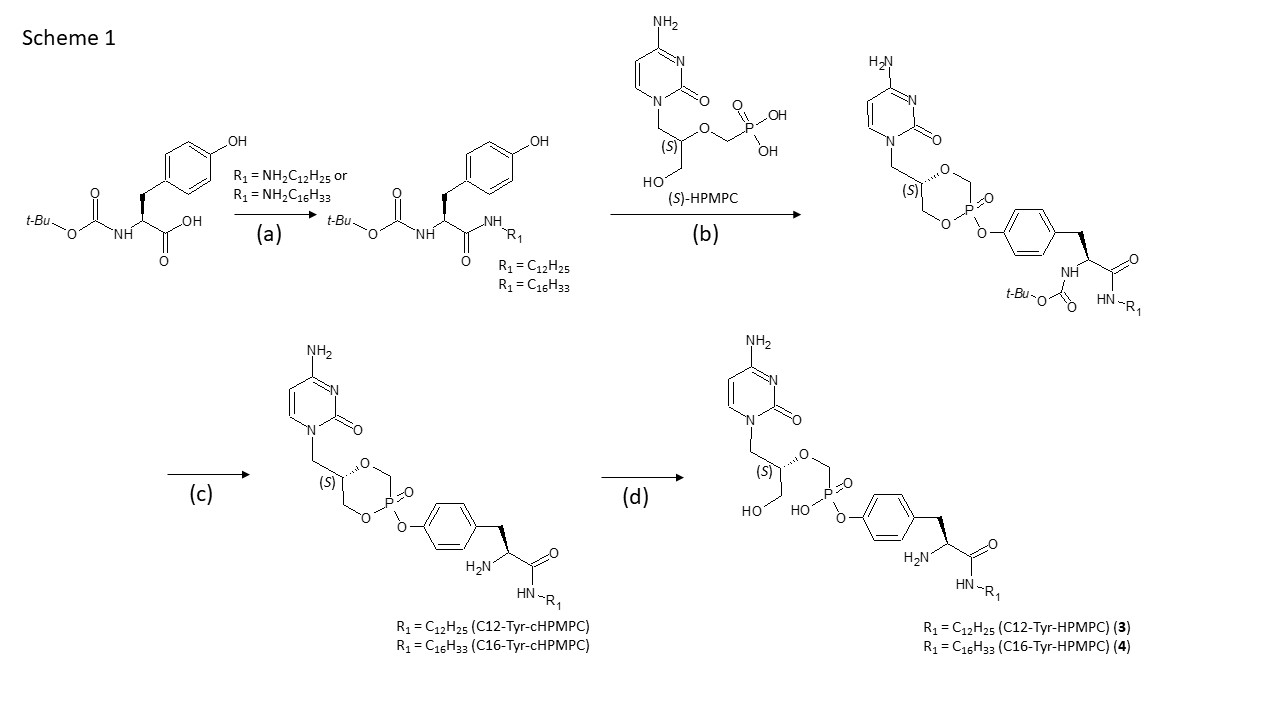 Scheme 1
OH
t-Bu
O
O
NH
OH
O
R1 = NH2C12H25 or
R1 = NH2C16H33
(a)
OH
t-Bu
O
O
NH
NH
R1
O
R1 = C12H25
R1 = C16H33
NH2
N
N
O
O
O
P
OH
OH
(S)
HO
(S)-HPMPC
(b)
H2N
N
N
O
O
(S)
P
O
O
O
NH
O
t-Bu
O
O
HN
R1
(c)
NH2
N
N
O
O
(S)
P
O
O
O
H2N
O
HN
R1
R1 = C12H25 (C12-Tyr-cHPMPC)
R1 = C16H33 (C16-Tyr-cHPMPC)
(d)
NH2
N
N
O
O
(S)
P
O
HO
HO
O
H2N
O
HN
R1
R1 = C12H25 (C12-Tyr-HPMPC) (3)
R1 = C16H33 (C16-Tyr-HPMPC) (4)